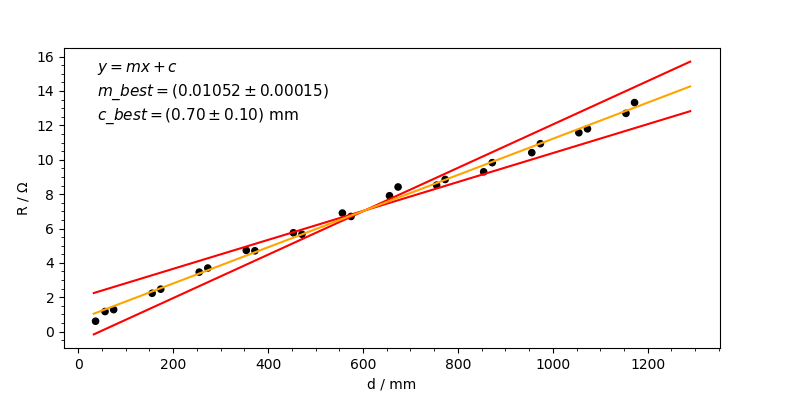 y = mx + c
m_best = (0.01052 ± 0.00015)
c_best = (0.70 ± 0.10) mm
R / Ω
16
14
12
10
8
6
4
2
0
0 200 400 600 800 1000 1200
d / mm